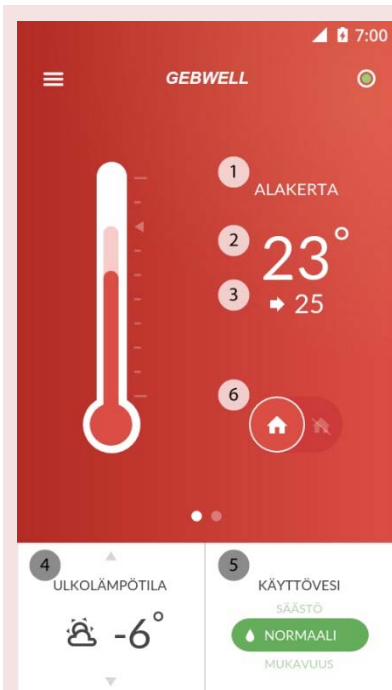 7:00
GEBWELL
1
ALAKERTA
2
23°
3
25
6
4
ULKOLÄMPÖTILA
-6°
5
KÄYTTÖVESI
SÄÄSTÖ
NORMAALI
MUKAVUUS